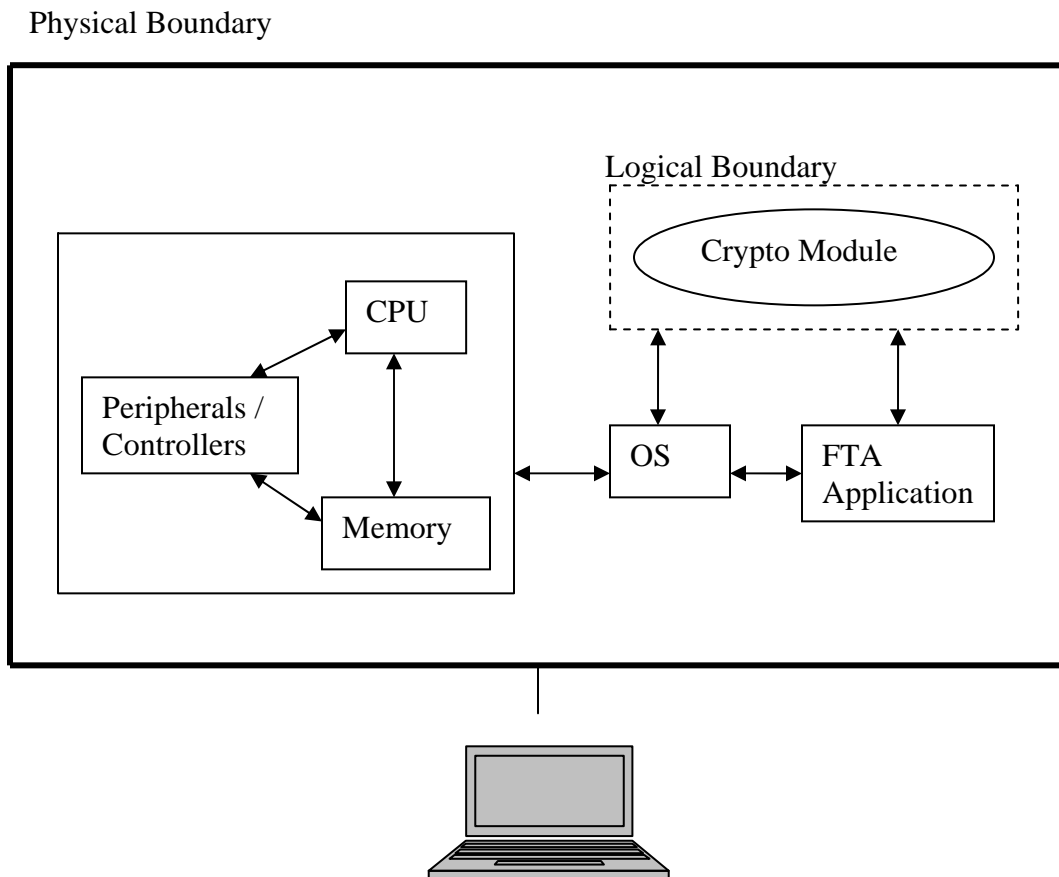 Physical Boundary
Logical Boundary
Crypto Module
CPU
Peripherals /
Controllers
Memory
OS
FTA
Application